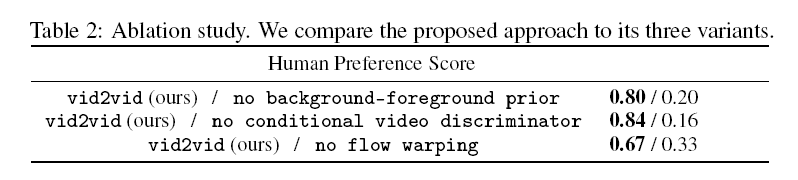 Table 2: Ablation study. We compare the proposed approach to its three variants.
Human Preference Score
vid2vid (ours) / no background-foreground prior 0.80 / 0.20
vid2vid (ours) / no conditional video discriminator 0.84 / 0.16
vid2vid (ours) / no flow warping 0.67 / 0.33